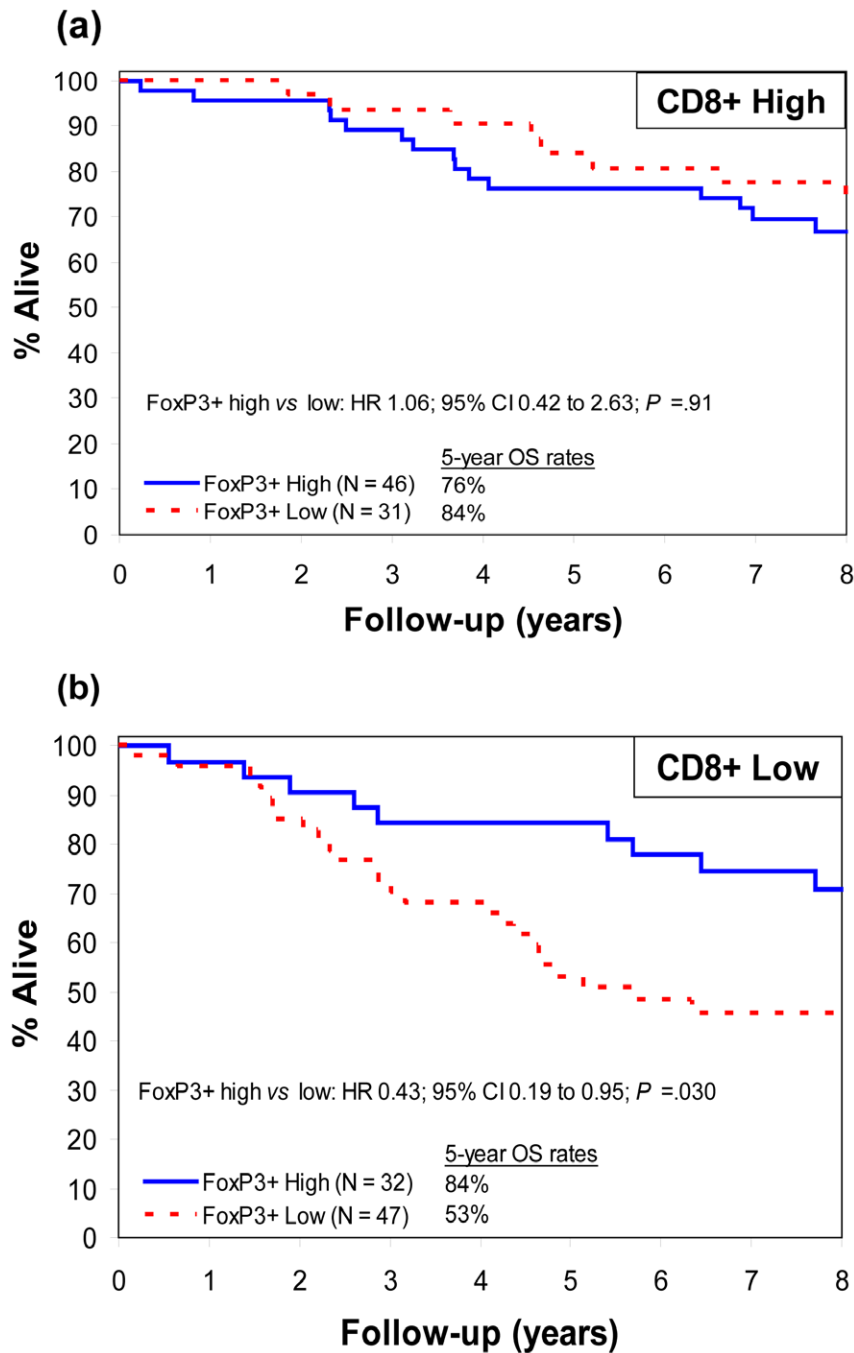 (a)
CD8+ High
100
90
80
70
60
50
40
30
20
10
0
% Alive
FoxP3+ high vs low: HR 1.06; 95% CI 0.42 to 2.63; P =.91
5-year OS rates
FoxP3+ High (N = 46) 76%
FoxP3+ Low (N = 31) 84%
0 1 2 3 4 5 6 7 8
Follow-up (years)
(b)
CD8+ Low
100
90
80
70
60
50
40
30
20
10
0
% Alive
FoxP3+ high vs low: HR 0.43; 95% CI 0.19 to 0.95; P =.030
5-year OS rates
FoxP3+ High (N = 32) 84%
FoxP3+ Low (N = 47) 53%
0 1 2 3 4 5 6 7 8
Follow-up (years)